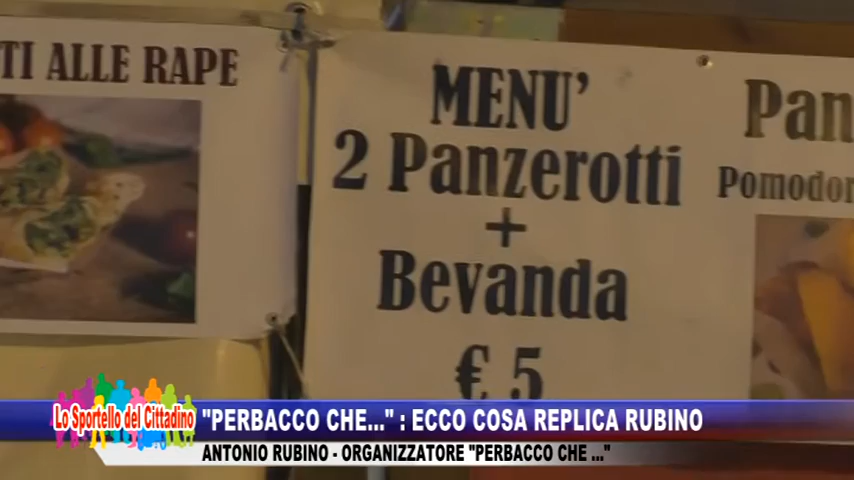 TI ALLE RAPE
MENU'
2 Panzerotti
+
Bevanda
€ 5
Pan
Pomodor
Lo Sportello del Cittadino
"PERBACCO CHE..." : ECCO COSA REPLICA RUBINO
ANTONIO RUBINO - ORGANIZZATORE "PERBACCO CHE ..."